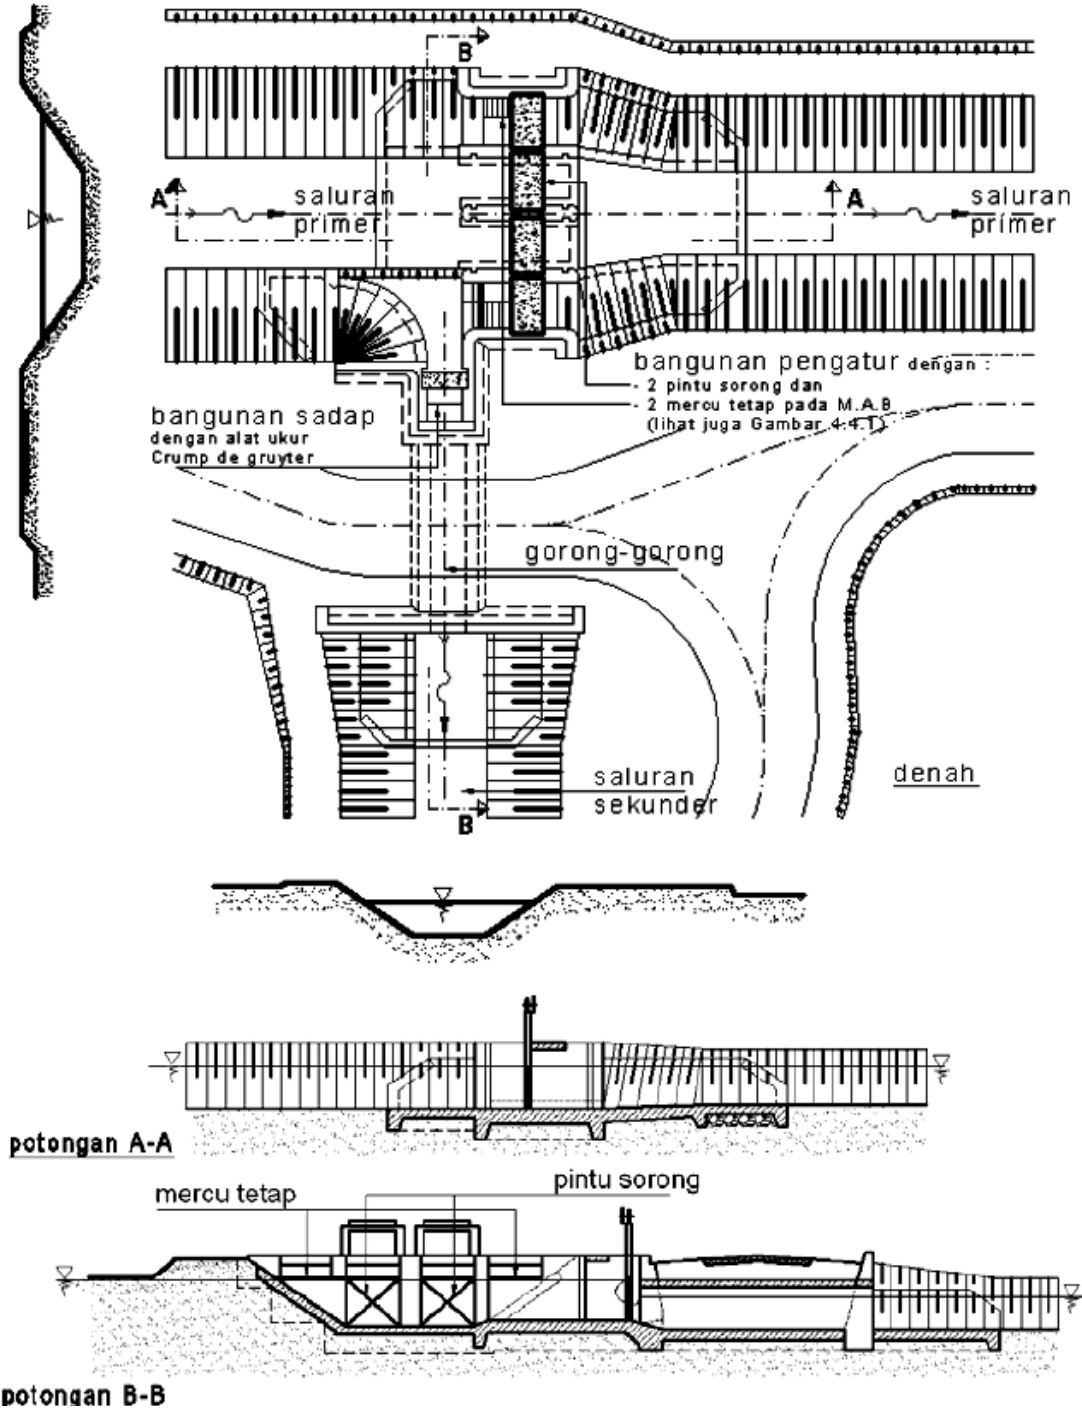 B
A
saluran
primer
A
saluran
primer
bangunan pengatur dengan :
- 2 pintu sorong dan
- 2 mercu tetap pada M.A.B
(lihat juga Gambar 4.4.1)
bangunan sadap
dengan alat ukur
Crump de gruyter
gorong-gorong
saluran
sekunder
B
denah
potongan A-A
mercu tetap
pintu sorong
potongan B-B